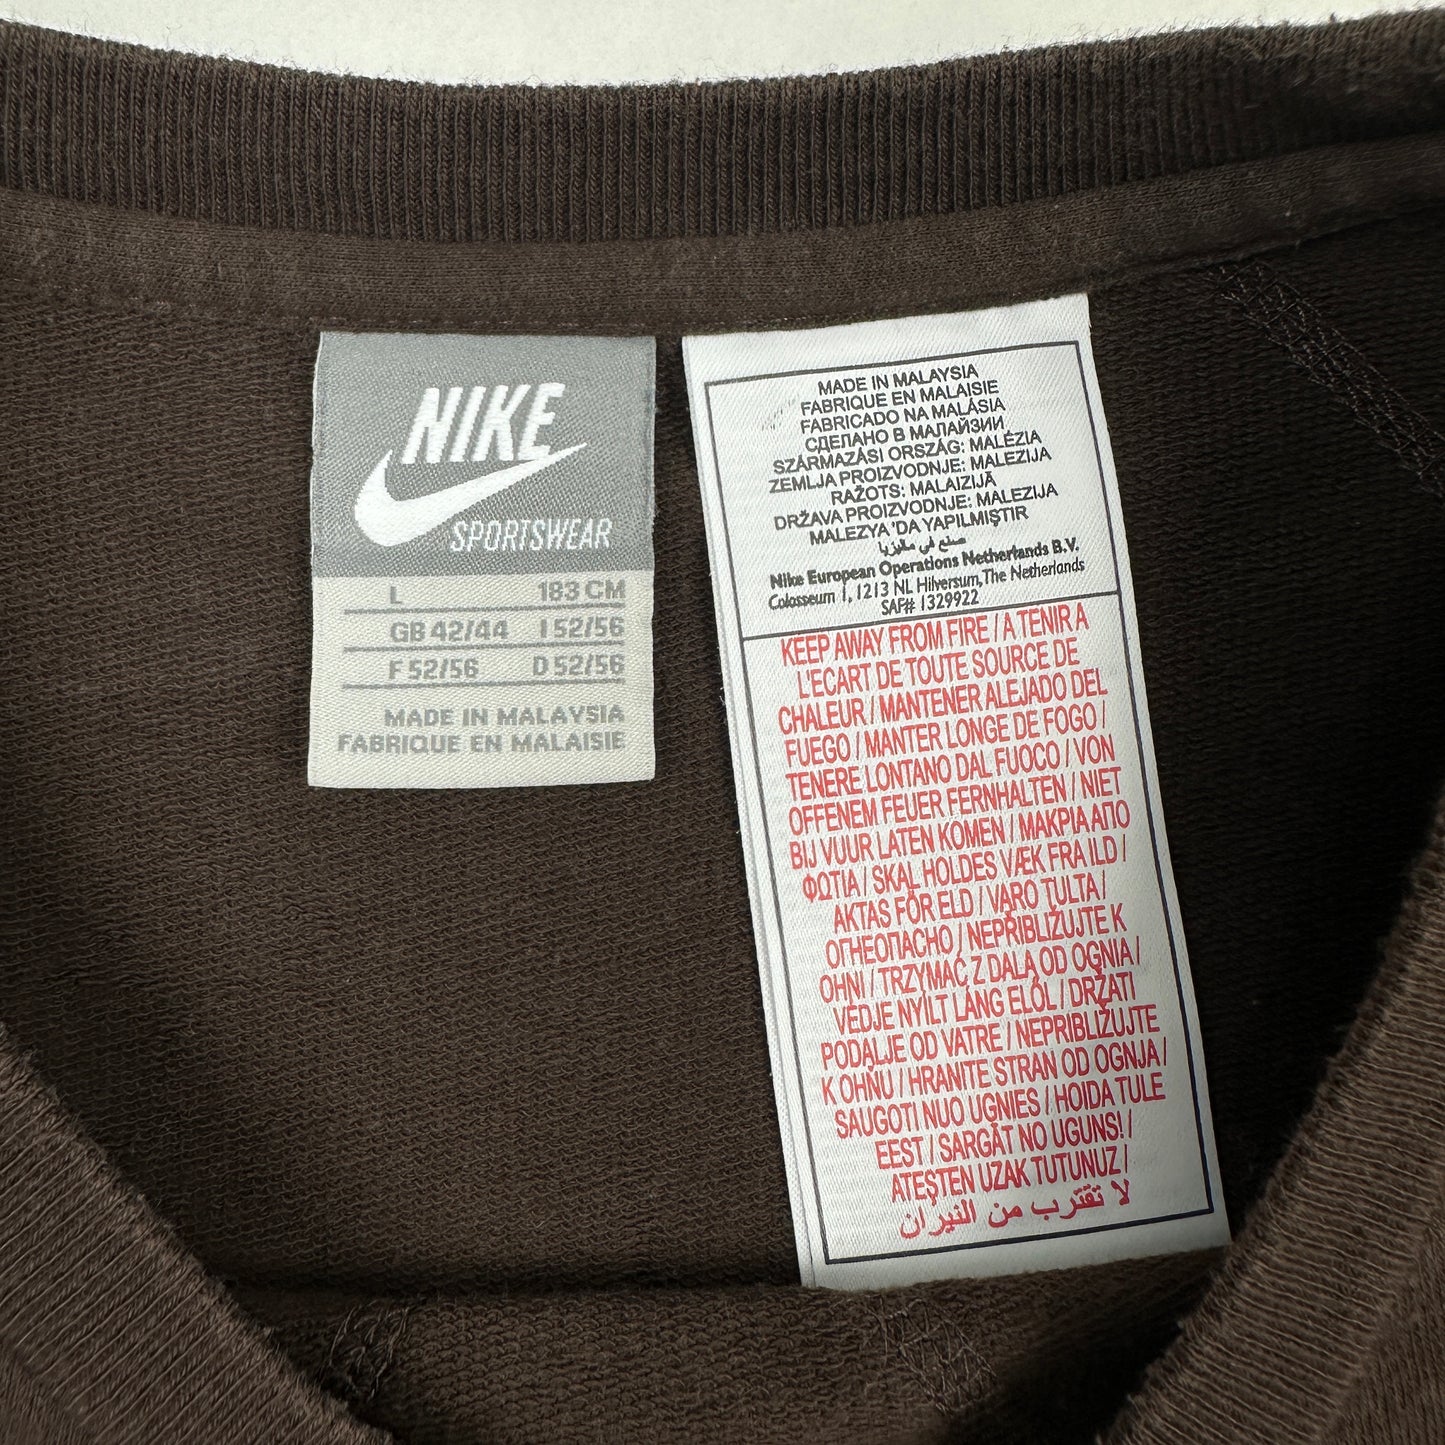 NIKE
SPORTSWEAR
L 183 CM
GB 42/44 I 52/56
F 52/56 D 52/56
MADE IN MALAYSIA
FABRIQUE EN MALAISIE
MADE IN MALAYSIA
FABRIQUE EN MALAISIE
FABRICADO NA MALÁSIA
СДЕЛАНО В МАЛАЙЗИИ
SZÁRMAZÁSI ORSZÁG: MALÉZIA
ZEMLJA PROIZVODNJE: MALEZIJA
RAŽOTS: MALAIZIJĀ
DRŽAVA PROIZVODNJE: MALEZIJA
MALEZYA 'DA YAPILMIŞTIR
صنع في ماليزيا
Nike European Operations Netherlands B.V.
Colosseum 1, 1213 NL Hilversum, The Netherlands
SAF# 1329922
KEEP AWAY FROM FIRE / A TENIR A
L'ECART DE TOUTE SOURCE DE
CHALEUR / MANTENER ALEJADO DEL
FUEGO / MANTER LONGE DE FOGO /
TENERE LONTANO DAL FUOCO / VON
OFFENEM FEUER FERNHALTEN / NIET
BIJ VUUR LATEN KOMEN / ΜΑΚΡΙΑ ΑΠΟ
ΦΩΤΙΑ / SKAL HOLDES VÆK FRA ILD /
AKTAS FÖR ELD / VARO TULTA /
ОГНЕОПАСНО / NEPŘIBLIŽUJTE K
OHNI / TRZYMAĆ Z DALA OD OGNIA /
VÉDJE NYÍLT LÁNG ELŐL / DRŽATI
PODALJE OD VATRE / NEPRIBLIŽUJTE
K OHŇU / HRANITE STRAN OD OGNJA /
SAUGOTI NUO UGNIES / HOIDA TULE
EEST / SARGĀT NO UGUNS! /
ATEŞTEN UZAK TUTUNUZ /
لا تقترب من النيران